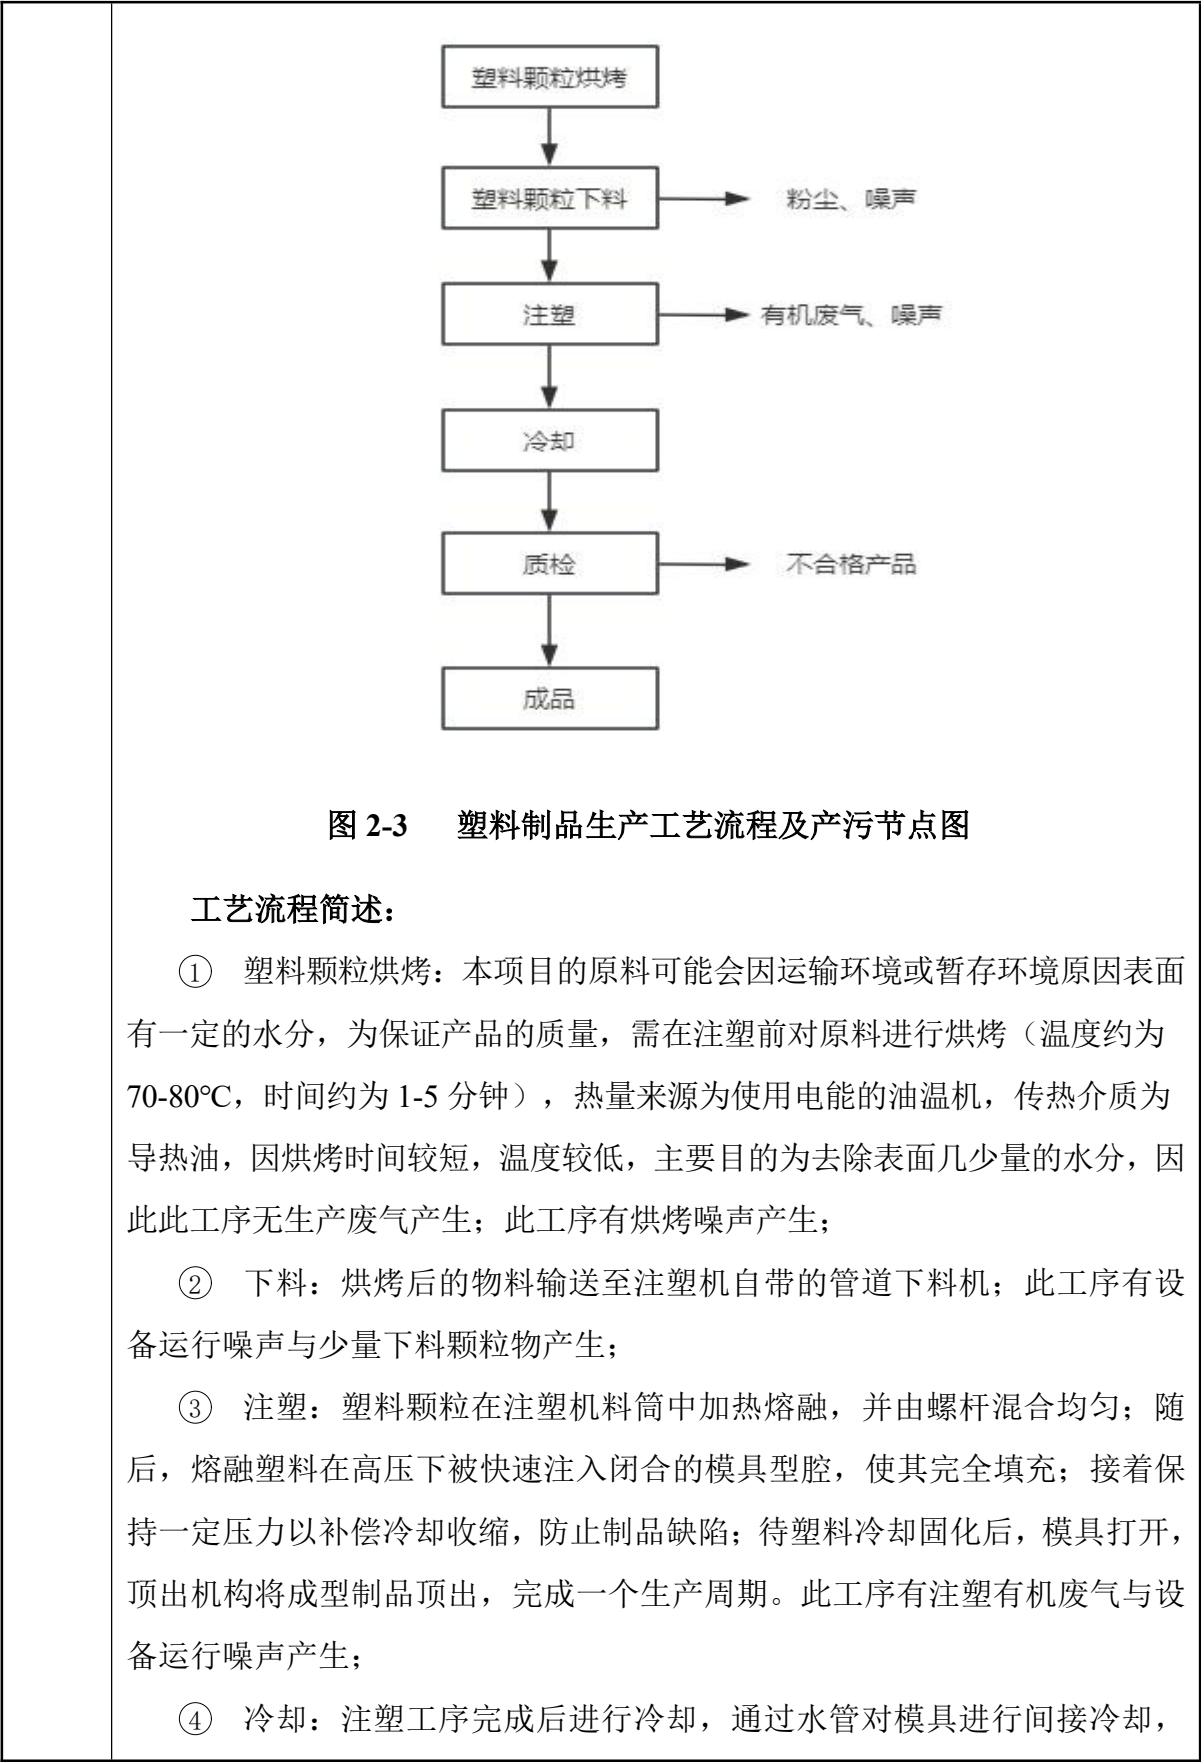 塑料颗粒烘烤
塑料颗粒下料
粉尘、噪声
注塑
有机废气、噪声
冷却
质检
不合格产品
成品
图 2-3 塑料制品生产工艺流程及产污节点图
工艺流程简述：
① 塑料颗粒烘烤：本项目的原料可能会因运输环境或暂存环境原因表面
有一定的水分，为保证产品的质量，需在注塑前对原料进行烘烤（温度约为
70-80℃，时间约为 1-5 分钟），热量来源为使用电能的油温机，传热介质为
导热油，因烘烤时间较短，温度较低，主要目的为去除表面几少量的水分，因
此此工序无生产废气产生；此工序有烘烤噪声产生；
② 下料：烘烤后的物料输送至注塑机自带的管道下料机；此工序有设
备运行噪声与少量下料颗粒物产生；
③ 注塑：塑料颗粒在注塑机料筒中加热熔融，并由螺杆混合均匀；随
后，熔融塑料在高压下被快速注入闭合的模具型腔，使其完全填充；接着保
持一定压力以补偿冷却收缩，防止制品缺陷；待塑料冷却固化后，模具打开，
顶出机构将成型制品顶出，完成一个生产周期。此工序有注塑有机废气与设
备运行噪声产生；
④ 冷却：注塑工序完成后进行冷却，通过水管对模具进行间接冷却，